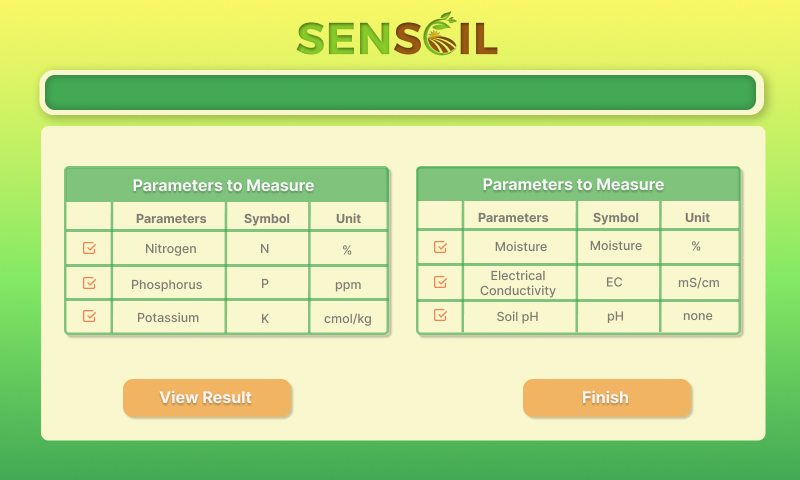 SENSOIL
Parameters to Measure
Parameters Symbol Unit
Nitrogen N %
Phosphorus P ppm
Potassium K cmol/kg
Parameters to Measure
Parameters Symbol Unit
Moisture Moisture %
Electrical
Conductivity EC mS/cm
Soil pH pH none
View Result
Finish